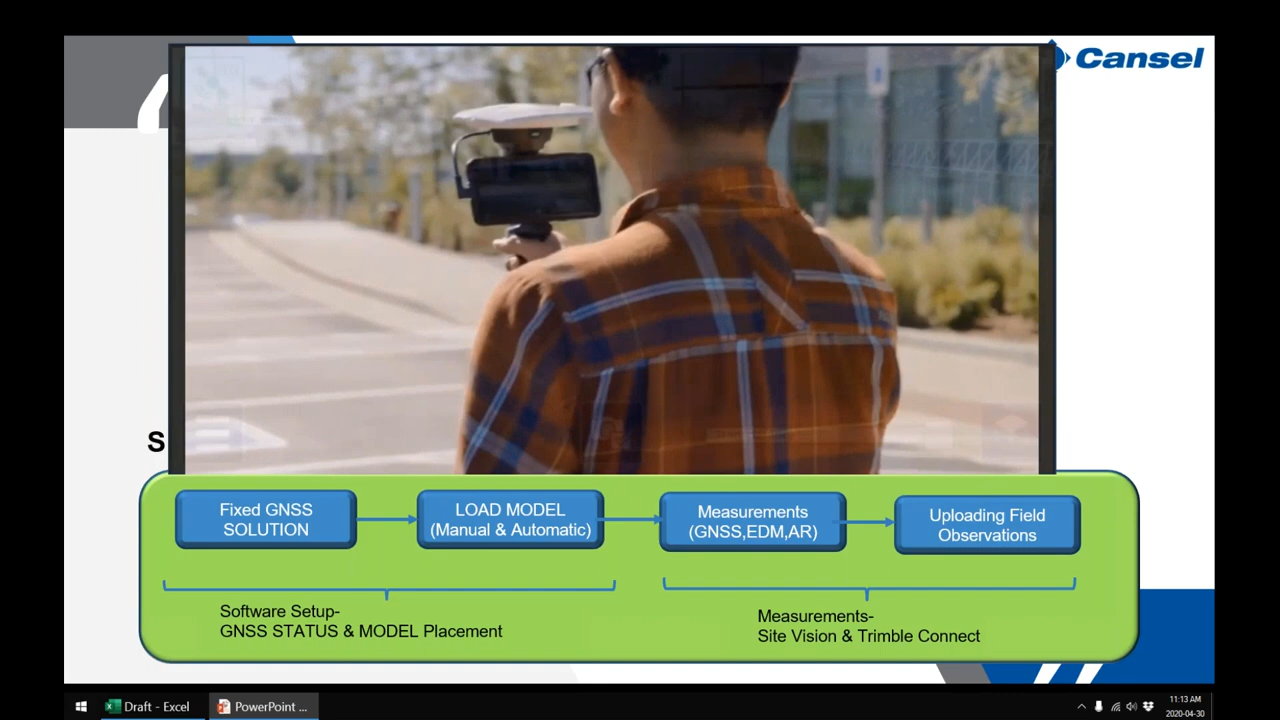 Cansel
S
Fixed GNSS
SOLUTION
LOAD MODEL
(Manual & Automatic)
Measurements
(GNSS,EDM,AR)
Uploading Field
Observations
Software Setup-
GNSS STATUS & MODEL Placement
Measurements-
Site Vision & Trimble Connect
Draft - Excel
PowerPoint ...
11:13 AM
2020-04-30